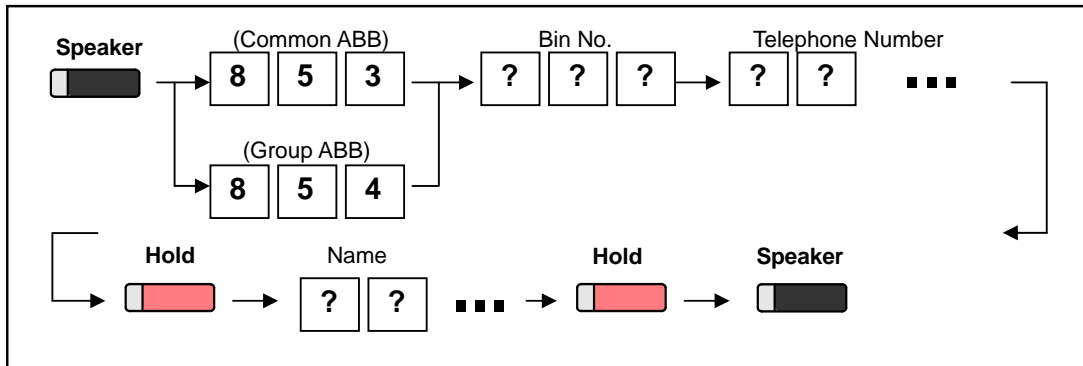 Speaker
(Common ABB)
Bin No.
Telephone Number
8 5 3
? ? ?
? ? ...
(Group ABB)
8 5 4
Hold
Name
Hold
Speaker
? ? ...